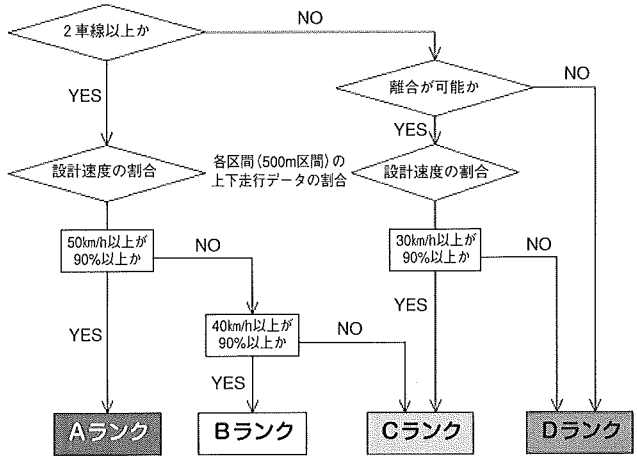 2車線以上か
NO
離合が可能か
NO
YES
YES
設計速度の割合
各区間(500m区間)の
上下走行データの割合
設計速度の割合
50km/h以上が
90%以上か
NO
30km/h以上が
90%以上か
NO
YES
40km/h以上が
90%以上か
NO
YES
YES
Aランク
Bランク
Cランク
Dランク